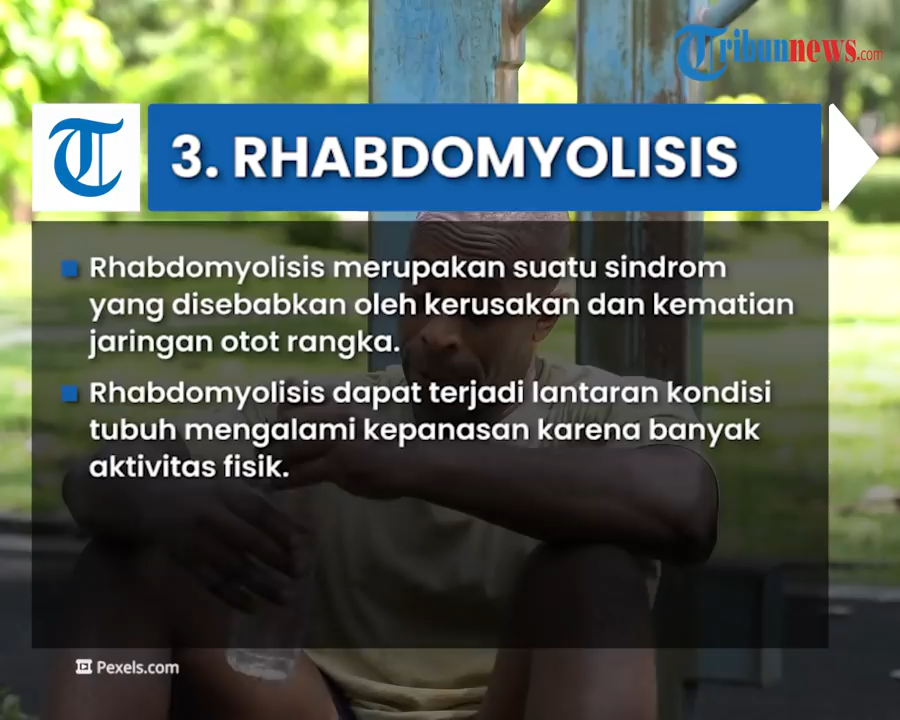 Tribunnews.com
T
3. RHABDOMYOLISIS
Rhabdomyolisis merupakan suatu sindrom
yang disebabkan oleh kerusakan dan kematian
jaringan otot rangka.
Rhabdomyolisis dapat terjadi lantaran kondisi
tubuh mengalami kepanasan karena banyak
aktivitas fisik.
Pexels.com